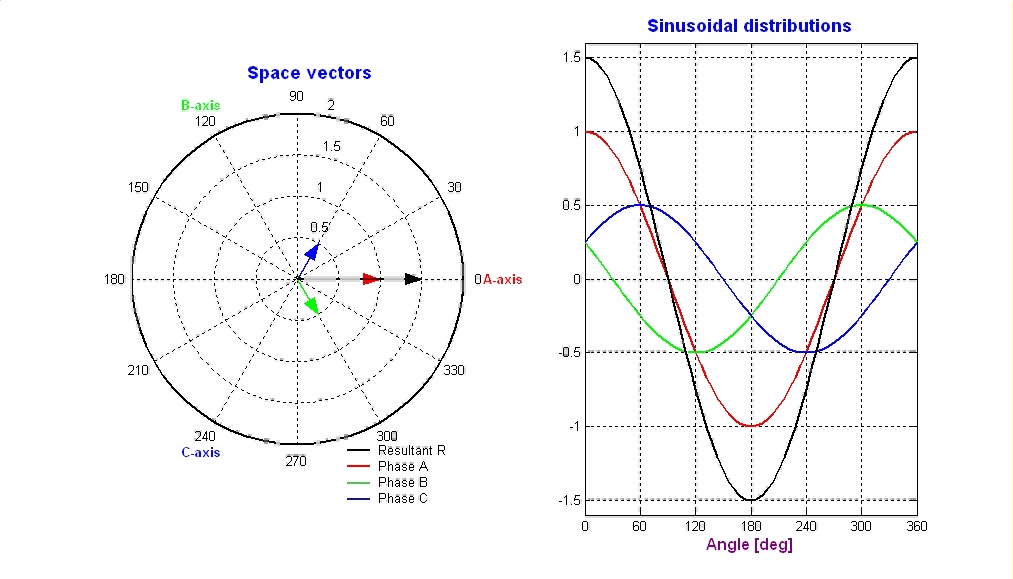 Space vectors
B-axis
90
2
120
60
1.5
150
1
30
0.5
180
0
A-axis
210
330
240
300
C-axis
270
Resultant R
Phase A
Phase B
Phase C
Sinusoidal distributions
1.5
1
0.5
0
-0.5
-1
-1.5
0 60 120 180 240 300 360
Angle [deg]